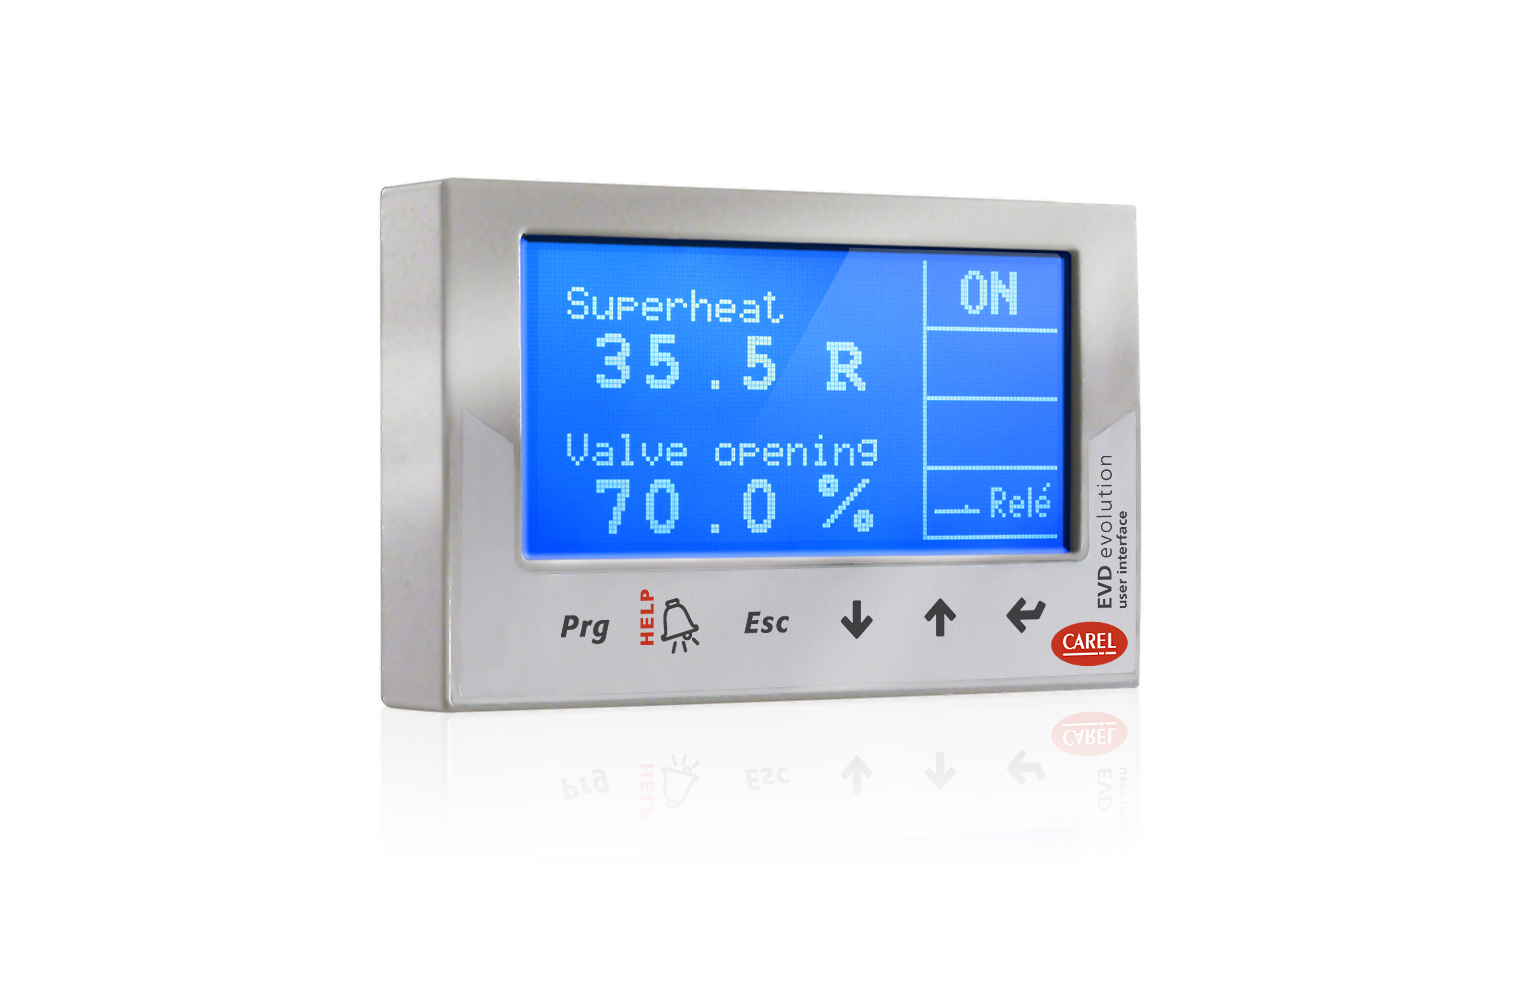 Superheat
35.5 R
Valve opening
70.0 %
ON
Relé
Prg
HELP
Esc
EVD evolution
user interface
CAREL